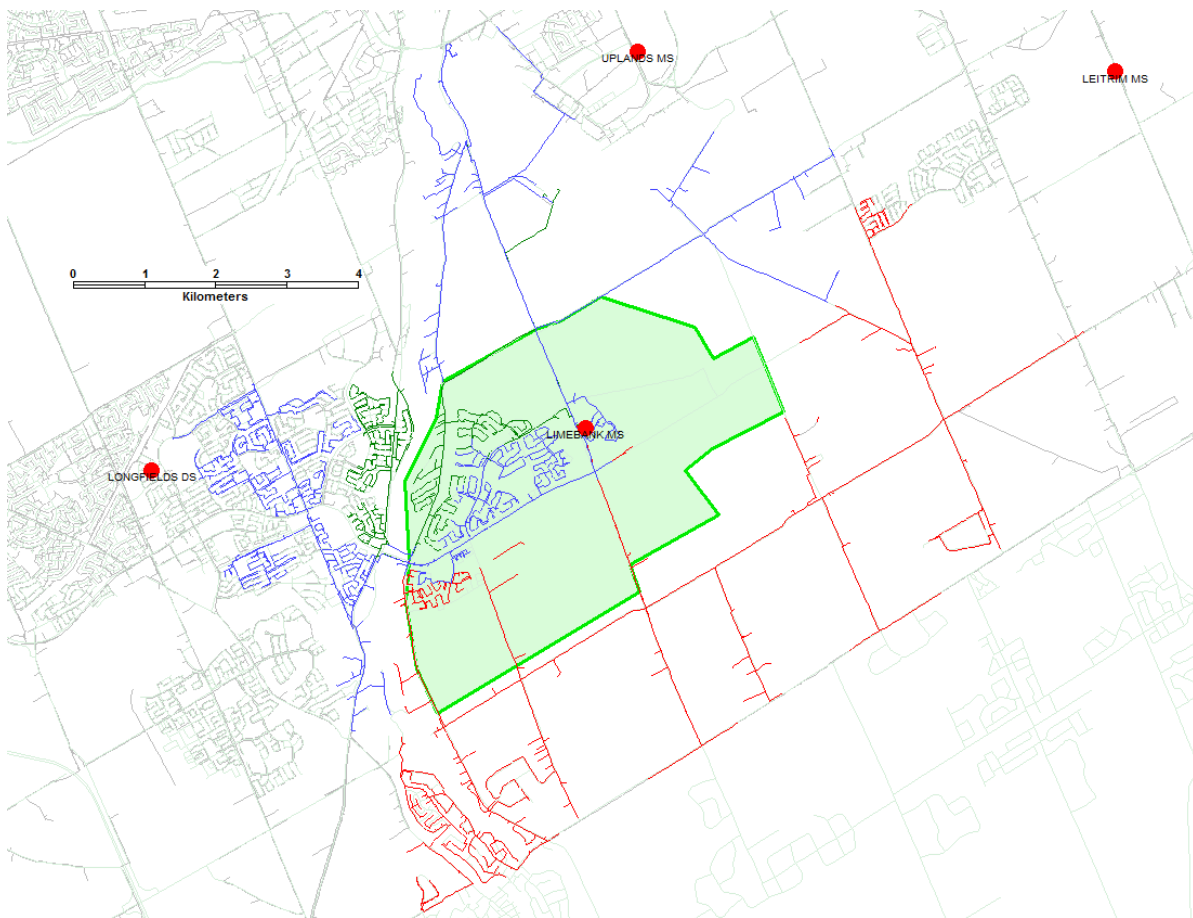 UPLANDS MS
LEITRIM MS
0 1 2 3 4
Kilometers
LIMEBANK MS
LONGFIELDS DS